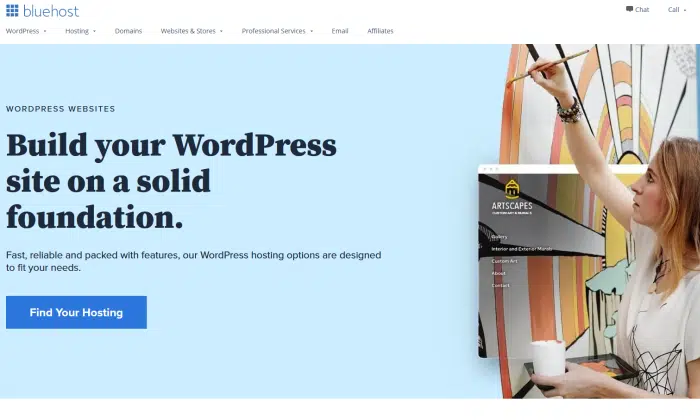 bluehost
Chat
Call
WordPress
Hosting
Domains
Websites & Stores
Professional Services
Email
Affiliates
WORDPRESS WEBSITES
Build your WordPress
site on a solid
foundation.
Fast, reliable and packed with features, our WordPress hosting options are designed
to fit your needs.
Find Your Hosting
ARTSCAPES
Gallery
Interior and Exterior Murals
Custom Art
About
Contact